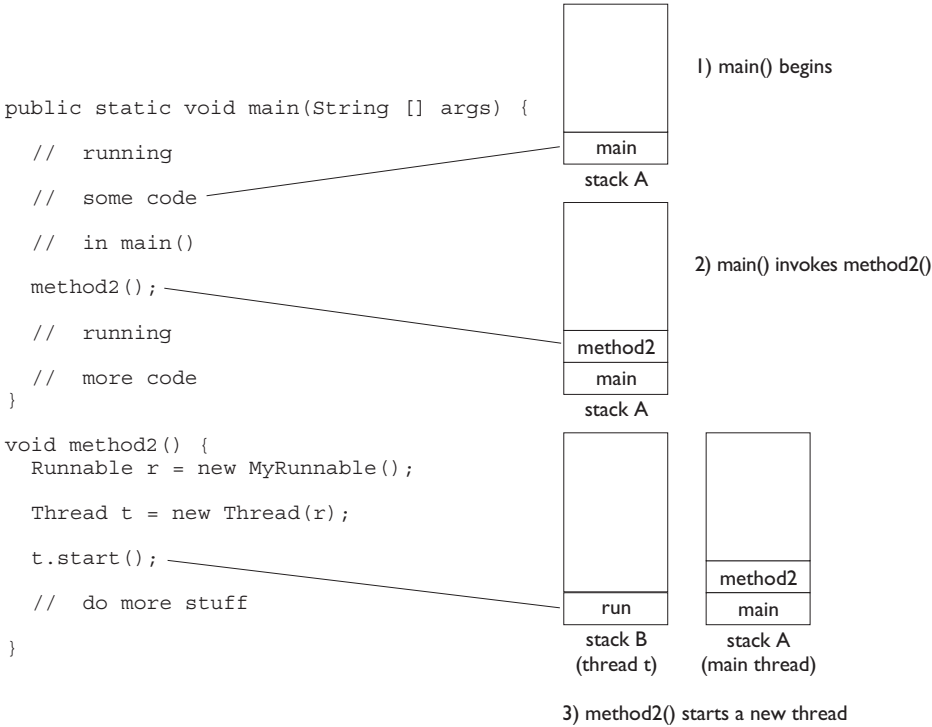 public static void main(String [] args) {
//  running
//  some code
//  in main()
method2();
//  running
//  more code
}
void method2() {
Runnable r = new MyRunnable();
Thread t = new Thread(r);
t.start();
//  do more stuff
}
1) main() begins
main
stack A
2) main() invokes method2()
method2
main
stack A
run
stack B
(thread t)
method2
main
stack A
(main thread)
3) method2() starts a new thread